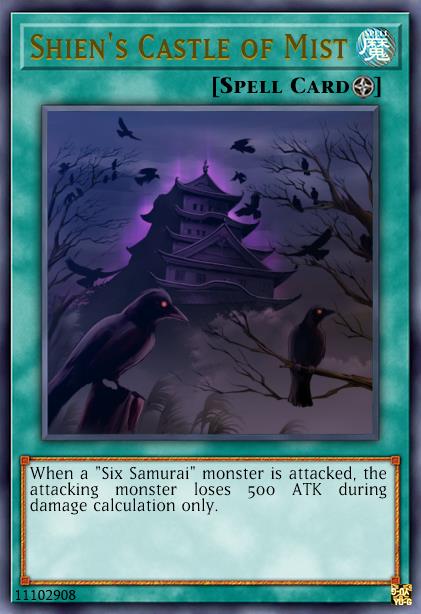 Shien's Castle of Mist
SPELL
魔
[Spell Card]
When a "Six Samurai" monster is attacked, the
attacking monster loses 500 ATK during
damage calculation only.
11102908